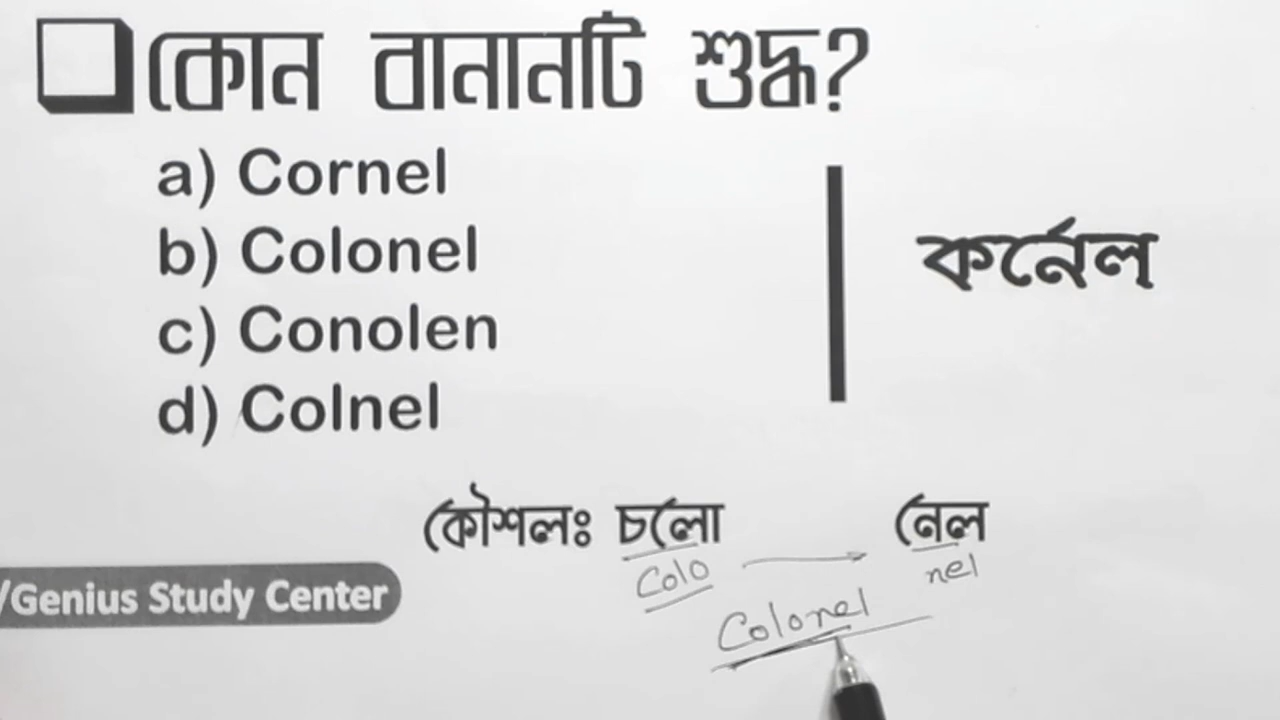 কোন বানানটি শুদ্ধ?
a) Cornel
b) Colonel
c) Conolen
d) Colnel
কর্নেল
কৌশলঃ চলো নেল
Colo nel
Colonel
/Genius Study Center